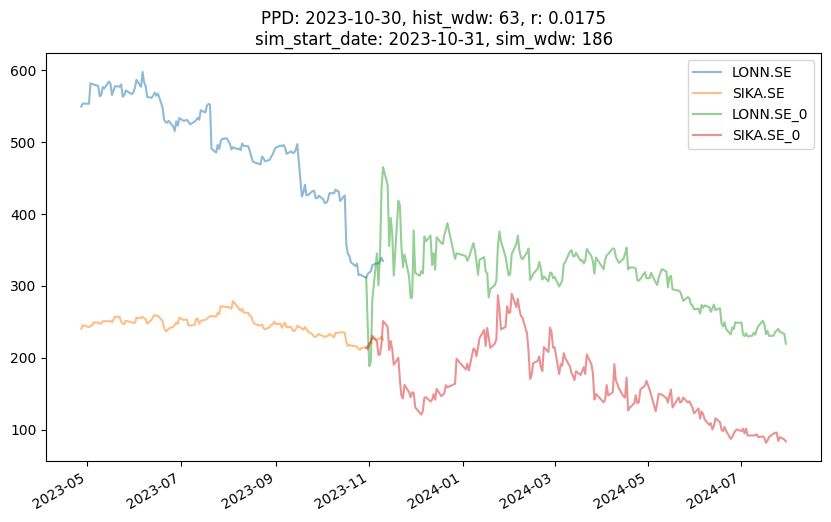 PPD: 2023-10-30, hist_wdw: 63, r: 0.0175
sim_start_date: 2023-10-31, sim_wdw: 186
LONN.SE
SIKA.SE
LONN.SE_0
SIKA.SE_0
600
500
400
300
200
100
2023-05
2023-07
2023-09
2023-11
2024-01
2024-03
2024-05
2024-07